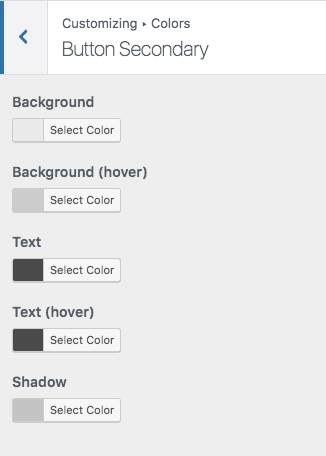 Customizing ▸ Colors
Button Secondary
Background
Select Color
Background (hover)
Select Color
Text
Select Color
Text (hover)
Select Color
Shadow
Select Color